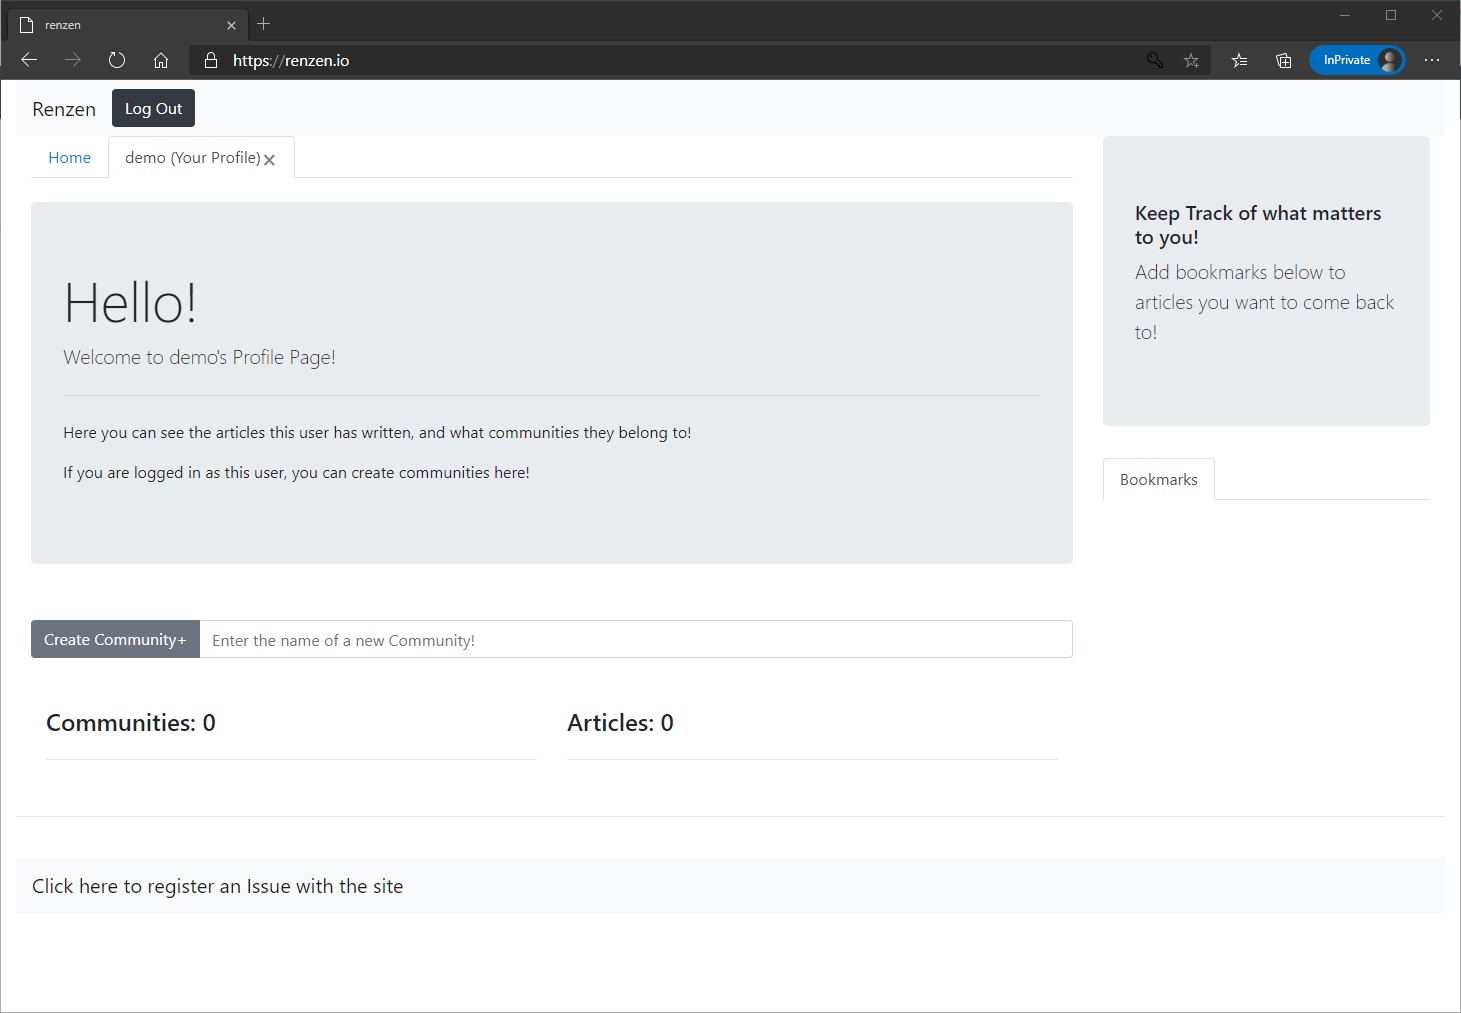 renzen
https://renzen.io
InPrivate
Renzen
Log Out
Home
demo (Your Profile)
Hello!
Welcome to demo's Profile Page!
Here you can see the articles this user has written, and what communities they belong to!
If you are logged in as this user, you can create communities here!
Create Community+
Enter the name of a new Community!
Communities: 0
Articles: 0
Keep Track of what matters
to you!
Add bookmarks below to
articles you want to come back
to!
Bookmarks
Click here to register an Issue with the site